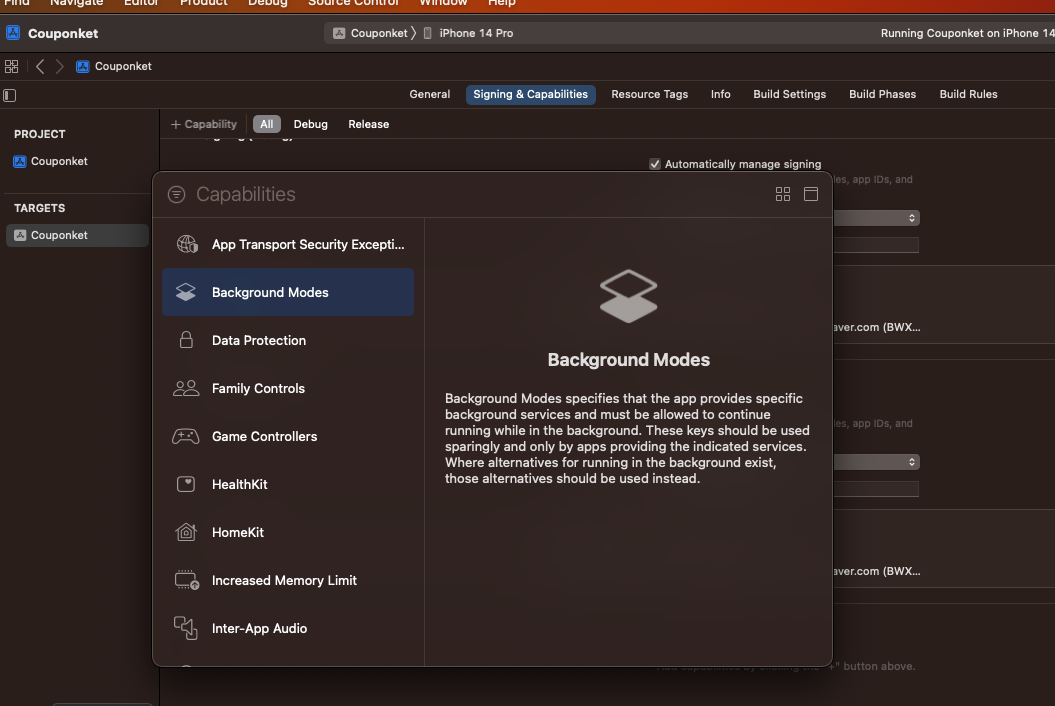 Find Navigate Editor Product Debug Source Control Window Help
Couponket
Couponket
iPhone 14 Pro
Running Couponket on iPhone 14
Couponket
General Signing & Capabilities Resource Tags Info Build Settings Build Phases Build Rules
+ Capability All Debug Release
PROJECT
Couponket
TARGETS
Couponket
Automatically manage signing
les, app IDs, and
Capabilities
App Transport Security Excepti...
Background Modes
Data Protection
Family Controls
Game Controllers
HealthKit
HomeKit
Increased Memory Limit
Inter-App Audio
Background Modes
Background Modes specifies that the app provides specific
background services and must be allowed to continue
running while in the background. These keys should be used
sparingly and only by apps providing the indicated services.
Where alternatives for running in the background exist,
those alternatives should be used instead.
aver.com (BWX...
les, app IDs, and
aver.com (BWX...
"+" button above.